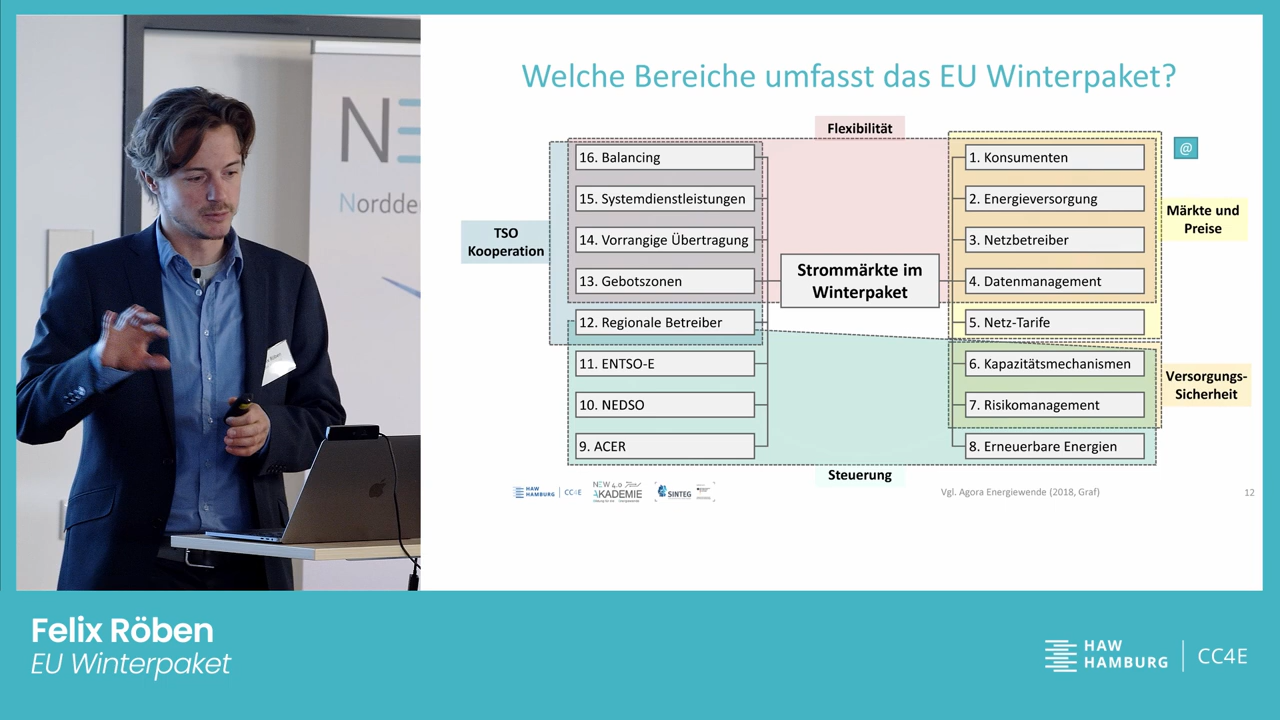 NE
Nordde
Welche Bereiche umfasst das EU Winterpaket?
Flexibilität
@
16. Balancing
15. Systemdienstleistungen
14. Vorrangige Übertragung
13. Gebotszonen
12. Regionale Betreiber
11. ENTSO-E
10. NEDSO
9. ACER
TSO
Kooperation
Strommärkte im
Winterpaket
1. Konsumenten
2. Energieversorgung
3. Netzbetreiber
4. Datenmanagement
5. Netz-Tarife
6. Kapazitätsmechanismen
7. Risikomanagement
8. Erneuerbare Energien
Märkte und
Preise
Versorgungs-
Sicherheit
Steuerung
HAW
HAMBURG CC4E
NEW 4.0
AKADEMIE
SINTEG
Vgl. Agora Energiewende (2018, Graf)
12
Felix Röben
EU Winterpaket
HAW
HAMBURG
CC4E